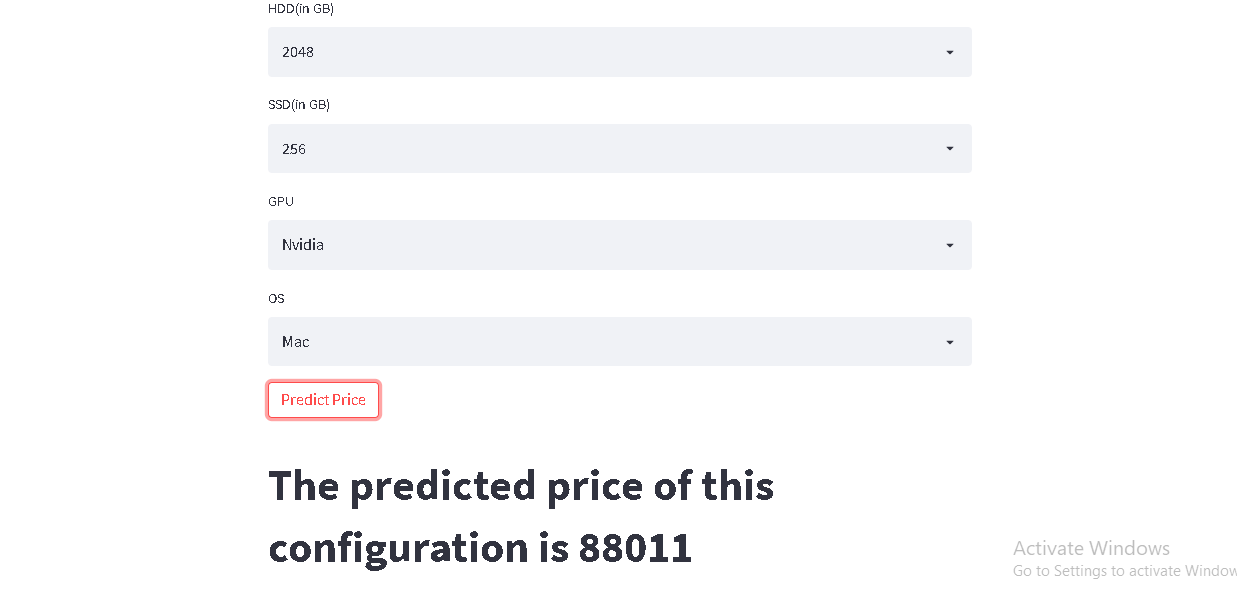 HDD(in GB)
2048
SSD(in GB)
256
GPU
Nvidia
OS
Mac
Predict Price
The predicted price of this
configuration is 88011
Activate Windows
Go to Settings to activate Window